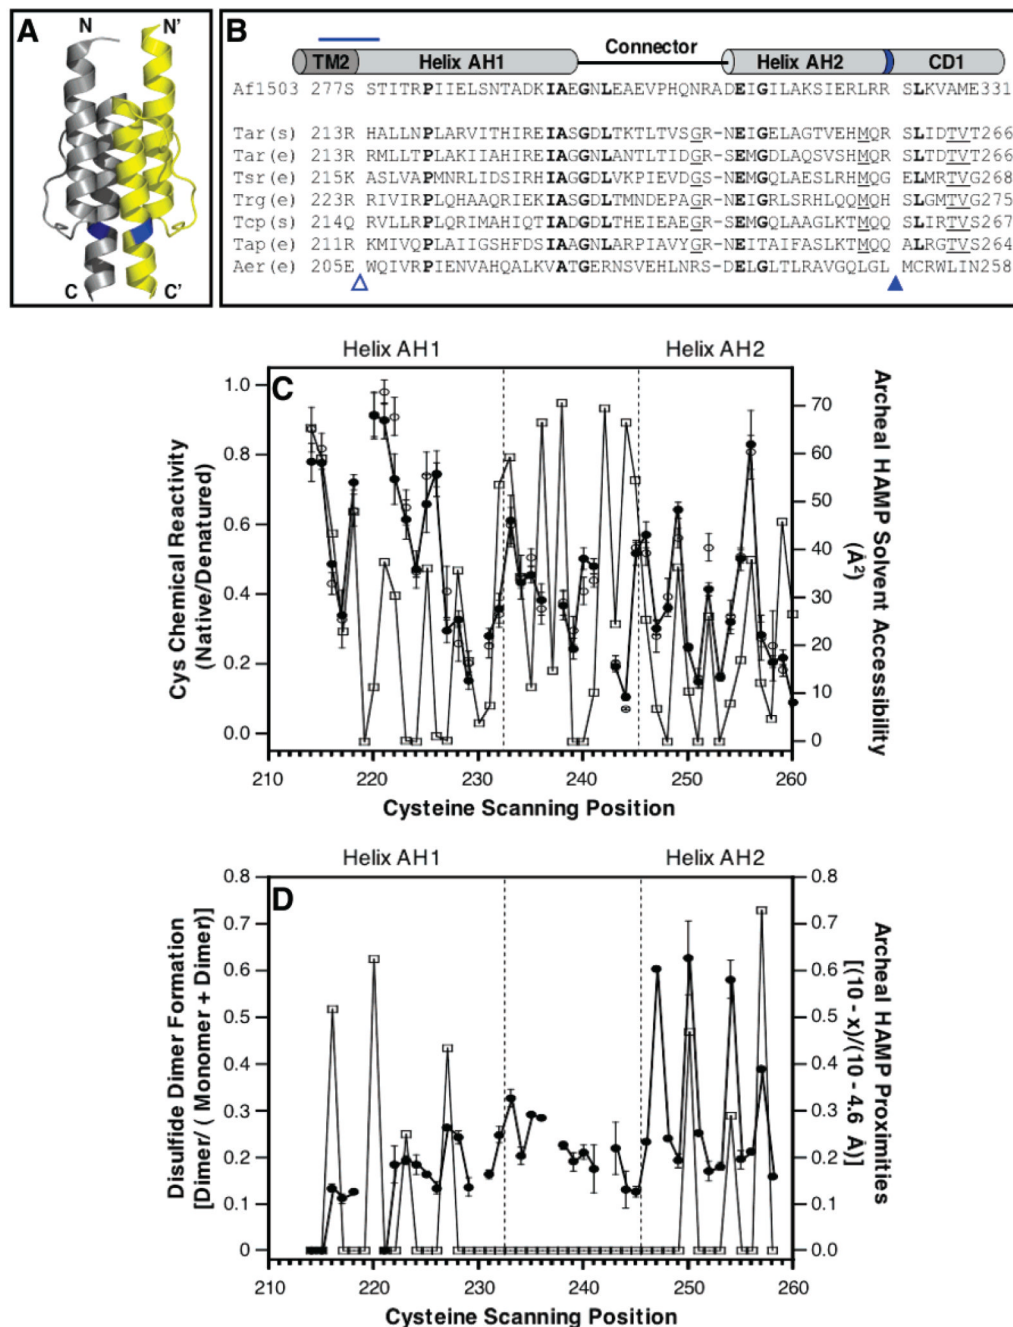 A
N
N'
C
C'
B
TM2 Helix AH1 Connector Helix AH2 CD1
Af1503 277S STITRPIIELSNTADKIAEGNLEAEVPHQNRADEIGILAKSIERLRR SLKVAME331
Tar(s) 213R HALLNPLARVITHIREIASGDLTKTLTVSGR-NEIGELAGTVEHMQR SLIDTVT266
Tar(e) 213R RMLLTPLAKIIAHIREIAGGNLANTLTIDGR-SEMGDLAQSVSHMQR SLTDTVT266
Tsr(e) 215K ASLVAPMNRLIDSIRHIAGGDLVKPIEVDGS-NEMGQLAESLRHMQG ELMRTVG268
Trg(e) 223R RIVIRPLQHAAQRIEKIASGDLTMNDEPAGR-NEIGRLSRHLQQMQH SLGMTVG275
Tcp(s) 214Q RVLLRPLQRIMAHIQTIADGDLTHEIEAEGR-SEMGQLAAGLKTMQQ SLIRTVS267
Tap(e) 211R KMIVQPLAIIGSHFDSIAAGNLARPIAVYGR-NEITAIFASLKTMQQ ALRGTVS264
Aer(e) 205E WQIVRPIENVAHQALKVATGERNSVEHLNRS-DELGLTLRAVGQLGL MCRWLIN258
Helix AH1 Helix AH2
C
Cys Chemical Reactivity
(Native/Denatured)
1.0
0.8
0.6
0.4
0.2
0.0
70
60
50
40
30
20
10
0
Archeal HAMP Solvent Accessibility
(Å²)
210 220 230 240 250 260
Cysteine Scanning Position
Helix AH1 Helix AH2
D
Disulfide Dimer Formation
[Dimer/ ( Monomer + Dimer)]
0.8
0.7
0.6
0.5
0.4
0.3
0.2
0.1
0
0.8
0.7
0.6
0.5
0.4
0.3
0.2
0.1
0.0
Archeal HAMP Proximities
[(10 - x)/(10 - 4.6 Å)]
210 220 230 240 250 260
Cysteine Scanning Position